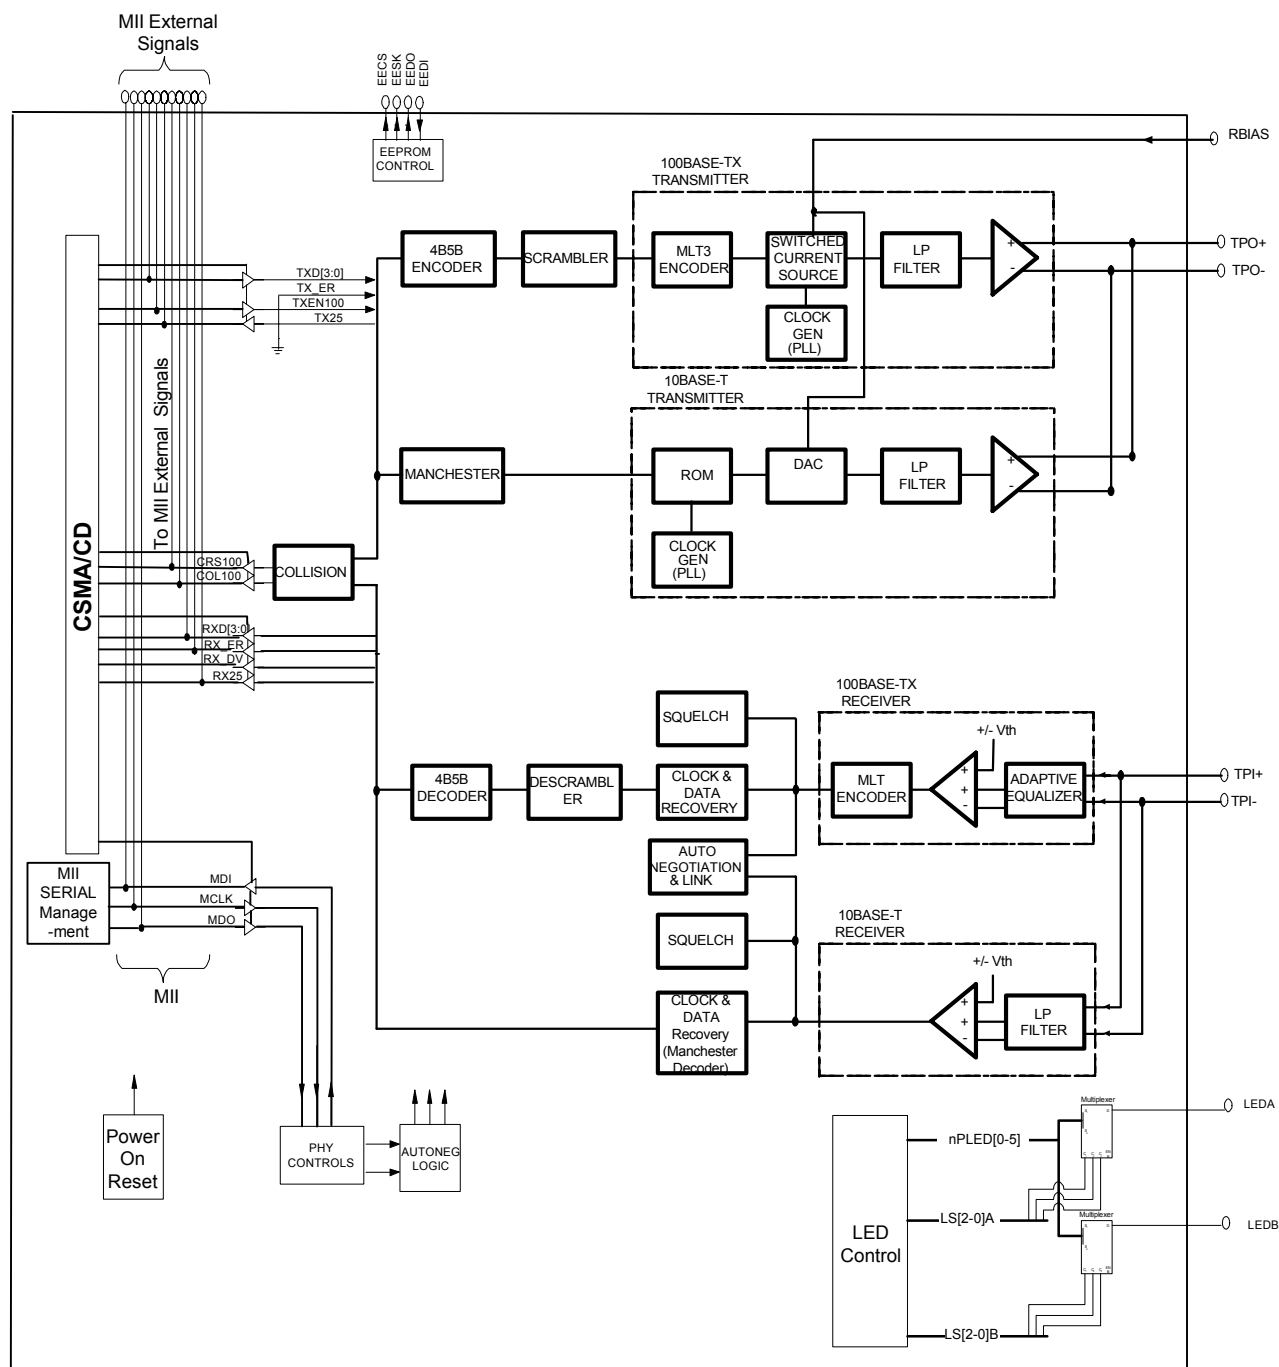 MII External
Signals
EECS
EESK
EEDO
EEDI
EEPROM
CONTROL
RBIAS
100BASE-TX
TRANSMITTER
4B5B
ENCODER
SCRAMBLER
MLT3
ENCODER
SWITCHED
CURRENT
SOURCE
LP
FILTER
+
-
TPO+
TPO-
CLOCK
GEN
(PLL)
TXD[3:0]
TX_ER
TXEN100
TX25
10BASE-T
TRANSMITTER
MANCHESTER
ROM
DAC
LP
FILTER
+
-
CLOCK
GEN
(PLL)
To MII External Signals
CSMA/CD
CRS100
COL100
COLLISION
RXD[3:0]
RX_ER
RX_DV
RX25
100BASE-TX
RECEIVER
SQUELCH
+/- Vth
4B5B
DECODER
DESCRAMBL
ER
CLOCK &
DATA
RECOVERY
MLT
ENCODER
+
+
-
ADAPTIVE
EQUALIZER
TPI+
TPI-
AUTO
NEGOTIATION
& LINK
MII
SERIAL
Manage
-ment
MDI
MCLK
MDO
MII
10BASE-T
RECEIVER
SQUELCH
+/- Vth
CLOCK &
DATA
Recovery
(Manchester
Decoder)
+
+
-
LP
FILTER
Power
On
Reset
PHY
CONTROLS
AUTONEG
LOGIC
LED
Control
nPLED[0-5]
LS[2-0]A
LS[2-0]B
Multiplexer
LEDA
Multiplexer
LEDB